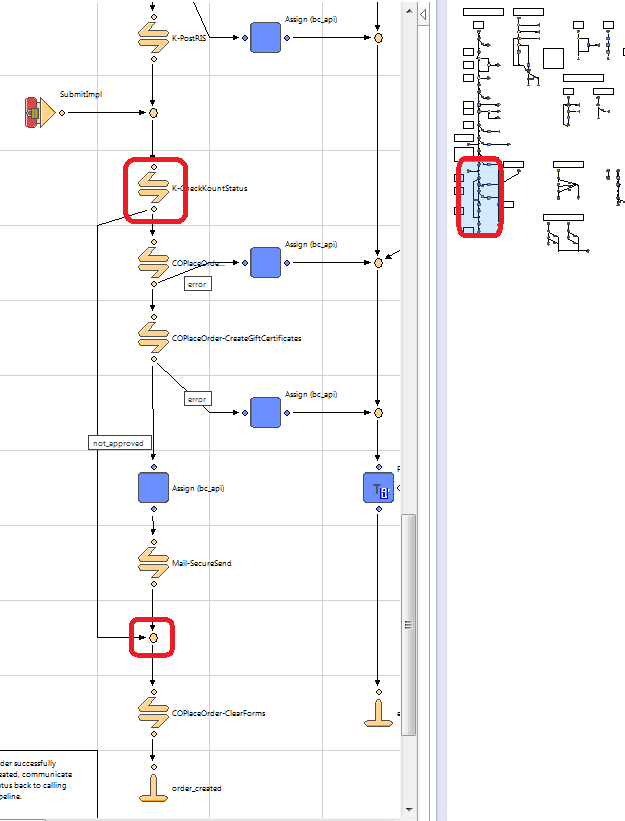 K-PostRIS
Assign (bc_api)
SubmitImpl
K-CheckKountStatus
Assign (bc_api)
COPlaceOrde...
error
COPlaceOrder-CreateGiftCertificates
Assign (bc_api)
error
not_approved
Assign (bc_api)
Mail-SecureSend
COPlaceOrder-ClearForms
order_created
der successfully
eated, communicate
tus back to calling
peline.